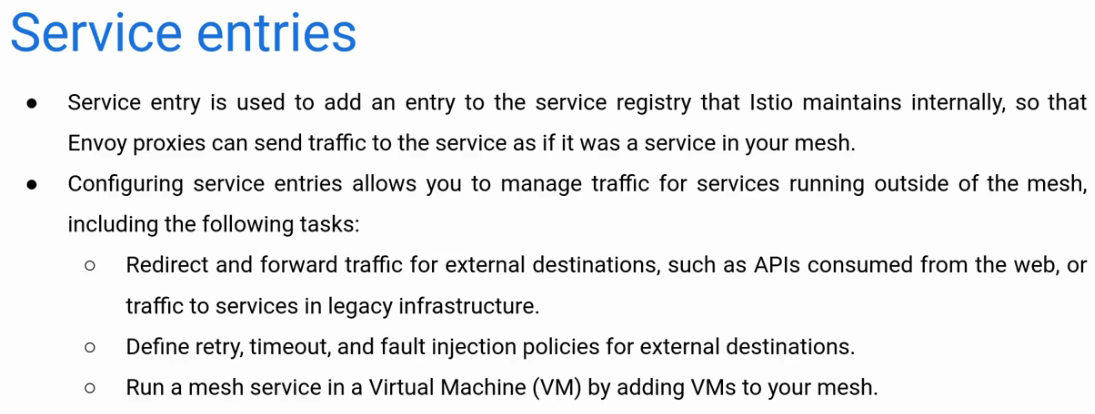 Service entries
● Service entry is used to add an entry to the service registry that Istio maintains internally, so that
Envoy proxies can send traffic to the service as if it was a service in your mesh.
● Configuring service entries allows you to manage traffic for services running outside of the mesh,
including the following tasks:
○ Redirect and forward traffic for external destinations, such as APIs consumed from the web, or
traffic to services in legacy infrastructure.
○ Define retry, timeout, and fault injection policies for external destinations.
○ Run a mesh service in a Virtual Machine (VM) by adding VMs to your mesh.